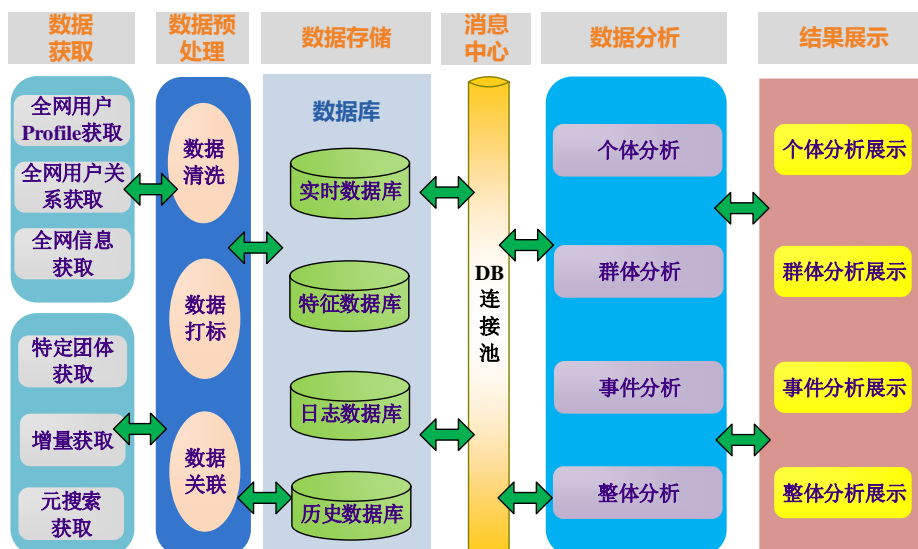 数据
获取
数据预
处理
数据存储
消息
中心
数据分析
结果展示
全网用户
Profile获取
全网用户关
系获取
全网信息
获取
特定团体
获取
增量获取
元搜索
获取
数据
清洗
数据
打标
数据
关联
数据库
实时数据库
特征数据库
日志数据库
历史数据库
DB
连
接
池
个体分析
群体分析
事件分析
整体分析
个体分析展示
群体分析展示
事件分析展示
整体分析展示